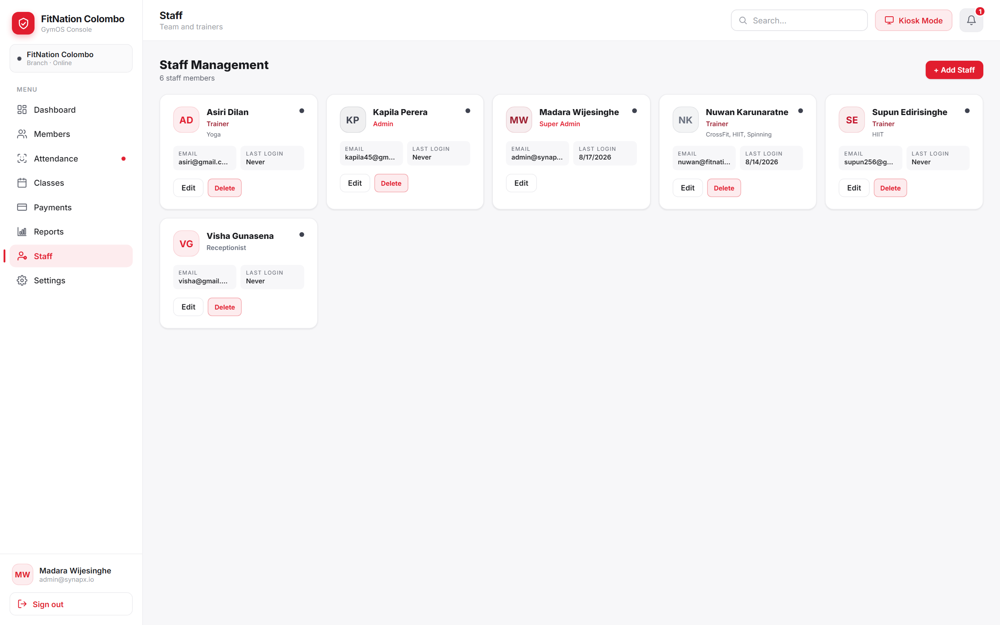 FitNation Colombo
GymOS Console
FitNation Colombo
Branch · Online
MENU
Dashboard
Members
Attendance
Classes
Payments
Reports
Staff
Settings
Madara Wijesinghe
MW
admin@synapx.io
Sign out
Staff
Team and trainers
Search...
Kiosk Mode
1
Staff Management
6 staff members
+ Add Staff
AD
Asiri Dilan
Trainer
Yoga
EMAIL
asiri@gmail.c...
LAST LOGIN
Never
Edit
Delete
KP
Kapila Perera
Admin
EMAIL
kapila45@gm...
LAST LOGIN
Never
Edit
Delete
MW
Madara Wijesinghe
Super Admin
EMAIL
admin@synap...
LAST LOGIN
8/17/2026
Edit
NK
Nuwan Karunaratne
Trainer
CrossFit, HIIT, Spinning
EMAIL
nuwan@fitnati...
LAST LOGIN
8/14/2026
Edit
Delete
SE
Supun Edirisinghe
Trainer
HIIT
EMAIL
supun256@g...
LAST LOGIN
Never
Edit
Delete
VG
Visha Gunasena
Receptionist
EMAIL
visha@gmail....
LAST LOGIN
Never
Edit
Delete